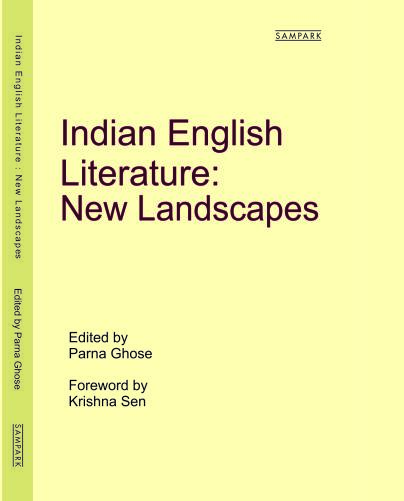 Indian English Literature : New Landscapes
Edited by Parna Ghose
SAMPARK
SAMPARK
Indian English
Literature:
New Landscapes
Edited by
Parna Ghose
Foreword by
Krishna Sen